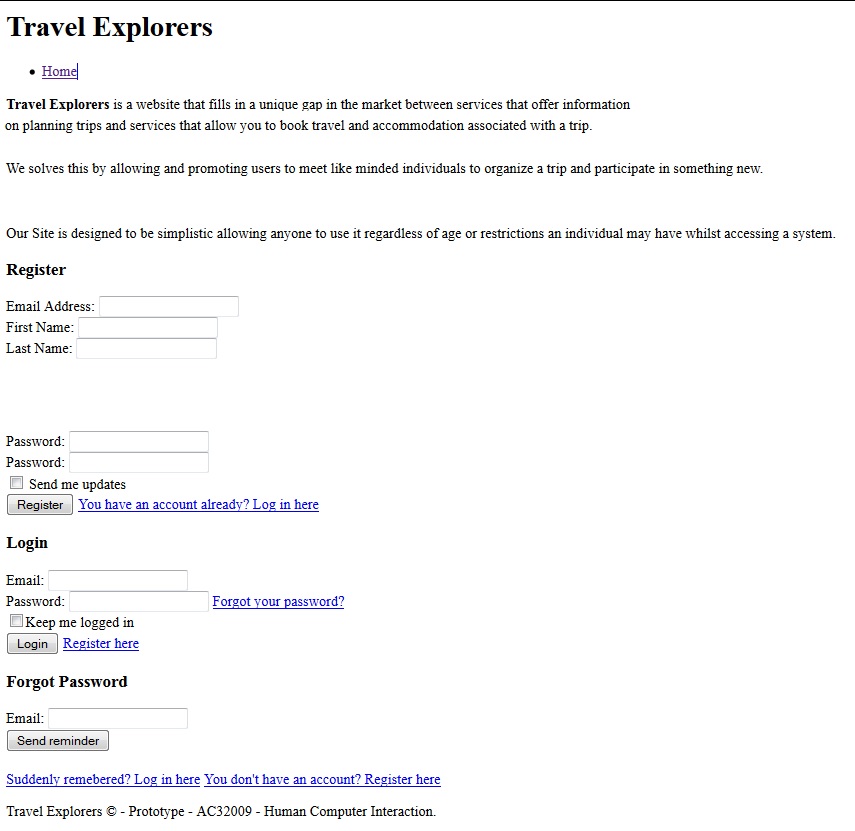 Travel Explorers
Home
Travel Explorers is a website that fills in a unique gap in the market between services that offer information
on planning trips and services that allow you to book travel and accommodation associated with a trip.
We solves this by allowing and promoting users to meet like minded individuals to organize a trip and participate in something new.
Our Site is designed to be simplistic allowing anyone to use it regardless of age or restrictions an individual may have whilst accessing a system.
Register
Email Address:
First Name:
Last Name:
Password:
Password:
Send me updates
Register You have an account already? Log in here
Login
Email:
Password: Forgot your password?
Keep me logged in
Login Register here
Forgot Password
Email:
Send reminder
Suddenly remebered? Log in here You don't have an account? Register here
Travel Explorers © - Prototype - AC32009 - Human Computer Interaction.